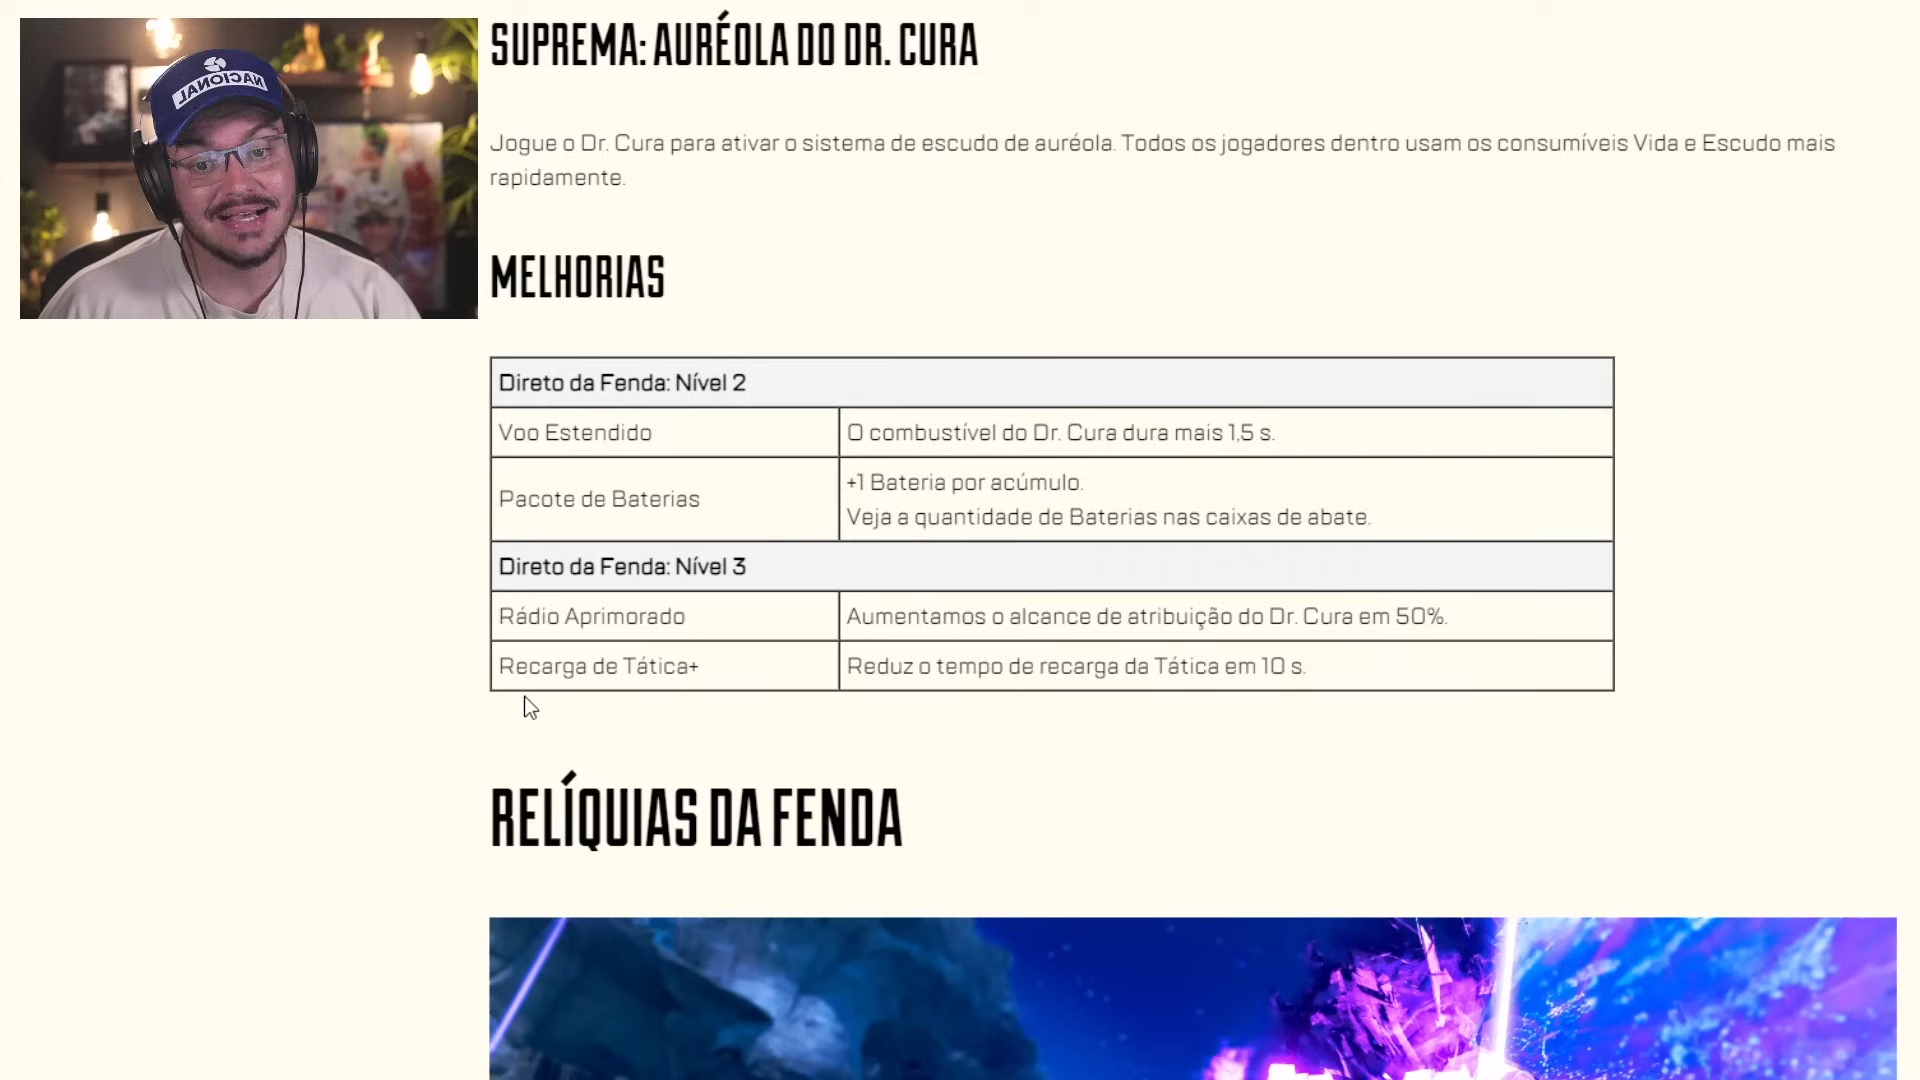 NACIONAL
SUPREMA: AURÉOLA DO DR. CURA
Jogue o Dr. Cura para ativar o sistema de escudo de auréola. Todos os jogadores dentro usam os consumíveis Vida e Escudo mais
rapidamente.
MELHORIAS
Direto da Fenda: Nível 2
Voo Estendido
O combustível do Dr. Cura dura mais 1,5 s.
Pacote de Baterias
+1 Bateria por acúmulo.
Veja a quantidade de Baterias nas caixas de abate.
Direto da Fenda: Nível 3
Rádio Aprimorado
Aumentamos o alcance de atribuição do Dr. Cura em 50%.
Recarga de Tática+
Reduz o tempo de recarga da Tática em 10 s.
RELÍQUIAS DA FENDA